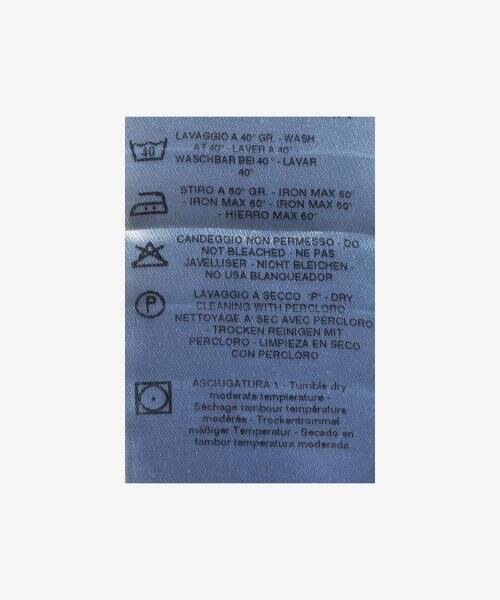 LAVAGGIO A 40° GR. - WASH
AT 40° - LAVER A 40° -
WASCHBAR BEI 40° - LAVAR
40°
40
STIRO A 60° GR. - IRON MAX 60°
- IRON MAX 60° - IRON MAX 60°
- HIERRO MAX 60°
CANDEGGIO NON PERMESSO - DO
NOT BLEACHED - NE PAS
JAVELLISER - NICHT BLEICHEN -
NO USA BLANQUEADOR
P
LAVAGGIO A SECCO "P" - DRY
CLEANING WITH PERCLORO
NETTOYAGE A' SEC AVEC PERCLORO
- TROCKEN REINIGEN MIT
PERCLORO - LIMPIEZA EN SECO
CON PERCLORO
ASCIUGATURA 1 - Tumble dry
moderate templerature -
Séchage tambour température
modérée - Trockentrommel
mäßiger Temperatur - Secado en
tambor temperatura moderada